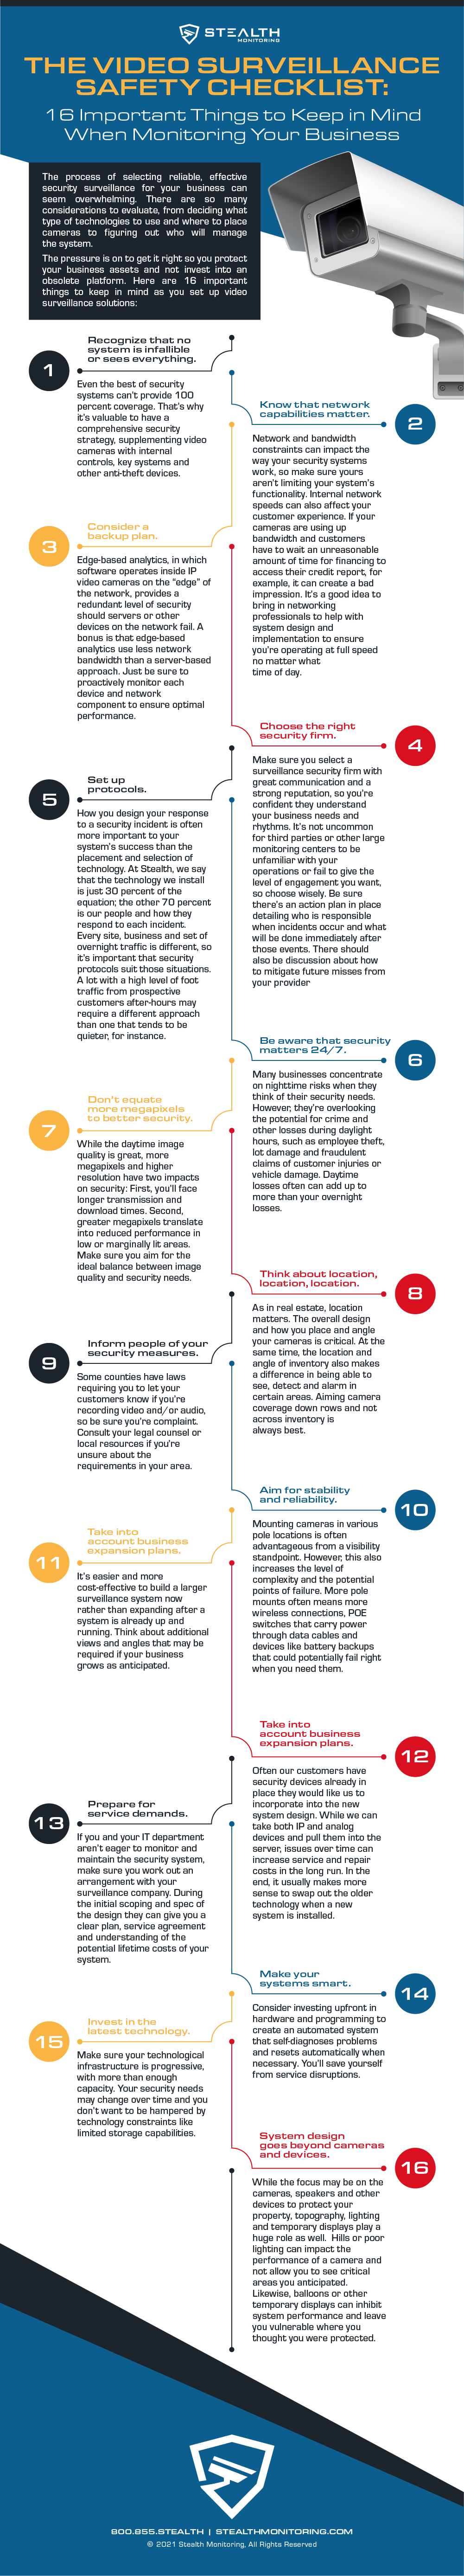 STEALTH
MONITORING
THE VIDEO SURVEILLANCE
SAFETY CHECKLIST:
16 Important Things to Keep in Mind
When Monitoring Your Business
The process of selecting reliable, effective
security surveillance for your business can
seem overwhelming. There are so many
considerations to evaluate, from deciding what
type of technologies to use and where to place
cameras to figuring out who will manage
the system.
The pressure is on to get it right so you protect
your business assets and not invest into an
obsolete platform. Here are 16 important
things to keep in mind as you set up video
surveillance solutions:
1
Recognize that no
system is infallible
or sees everything.
Even the best of security
systems can't provide 100
percent coverage. That's why
it's valuable to have a
comprehensive security
strategy, supplementing video
cameras with internal
controls, key systems and
other anti-theft devices.
2
Know that network
capabilities matter.
Network and bandwidth
constraints can impact the
way your security systems
work, so make sure yours
aren't limiting your system's
functionality. Internal network
speeds can also affect your
customer experience. If your
cameras are using up
bandwidth and customers
have to wait an unreasonable
amount of time for financing to
access their credit report, for
example, it can create a bad
impression. It's a good idea to
bring in networking
professionals to help with
system design and
implementation to ensure
you're operating at full speed
no matter what
time of day.
3
Consider a
backup plan.
Edge-based analytics, in which
software operates inside IP
video cameras on the "edge" of
the network, provides a
redundant level of security
should servers or other
devices on the network fail. A
bonus is that edge-based
analytics use less network
bandwidth than a server-based
approach. Just be sure to
proactively monitor each
device and network
component to ensure optimal
performance.
4
Choose the right
security firm.
Make sure you select a
surveillance security firm with
great communication and a
strong reputation, so you're
confident they understand
your business needs and
rhythms. It's not uncommon
for third parties or other large
monitoring centers to be
unfamiliar with your
operations or fail to give the
level of engagement you want,
so choose wisely. Be sure
there's an action plan in place
detailing who is responsible
when incidents occur and what
will be done immediately after
those events. There should
also be discussion about how
to mitigate future misses from
your provider
5
Set up
protocols.
How you design your response
to a security incident is often
more important to your
system's success than the
placement and selection of
technology. At Stealth, we say
that the technology we install
is just 30 percent of the
equation; the other 70 percent
is our people and how they
respond to each incident.
Every site, business and set of
overnight traffic is different, so
it's important that security
protocols suit those situations.
A lot with a high level of foot
traffic from prospective
customers after-hours may
require a different approach
than one that tends to be
quieter, for instance.
6
Be aware that security
matters 24/7.
Many businesses concentrate
on nighttime risks when they
think of their security needs.
However, they're overlooking
the potential for crime and
other losses during daylight
hours, such as employee theft,
lot damage and fraudulent
claims of customer injuries or
vehicle damage. Daytime
losses often can add up to
more than your overnight
losses.
7
Don't equate
more megapixels
to better security.
While the daytime image
quality is great, more
megapixels and higher
resolution have two impacts
on security: First, you'll face
longer transmission and
download times. Second,
greater megapixels translate
into reduced performance in
low or marginally lit areas.
Make sure you aim for the
ideal balance between image
quality and security needs.
8
Think about location,
location, location.
As in real estate, location
matters. The overall design
and how you place and angle
your cameras is critical. At the
same time, the location and
angle of inventory also makes
a difference in being able to
see, detect and alarm in
certain areas. Aiming camera
coverage down rows and not
across inventory is
always best.
9
Inform people of your
security measures.
Some counties have laws
requiring you to let your
customers know if you're
recording video and/or audio,
so be sure you're complaint.
Consult your legal counsel or
local resources if you're
unsure about the
requirements in your area.
10
Aim for stability
and reliability.
Mounting cameras in various
pole locations is often
advantageous from a visibility
standpoint. However, this also
increases the level of
complexity and the potential
points of failure. More pole
mounts often means more
wireless connections, POE
switches that carry power
through data cables and
devices like battery backups
that could potentially fail right
when you need them.
11
Take into
account business
expansion plans.
It's easier and more
cost-effective to build a larger
surveillance system now
rather than expanding after a
system is already up and
running. Think about additional
views and angles that may be
required if your business
grows as anticipated.
12
Take into
account business
expansion plans.
Often our customers have
security devices already in
place they would like us to
incorporate into the new
system design. While we can
take both IP and analog
devices and pull them into the
server, issues over time can
increase service and repair
costs in the long run. In the
end, it usually makes more
sense to swap out the older
technology when a new
system is installed.
13
Prepare for
service demands.
If you and your IT department
aren't eager to monitor and
maintain the security system,
make sure you work out an
arrangement with your
surveillance company. During
the initial scoping and spec of
the design they can give you a
clear plan, service agreement
and understanding of the
potential lifetime costs of your
system.
14
Make your
systems smart.
Consider investing upfront in
hardware and programming to
create an automated system
that self-diagnoses problems
and resets automatically when
necessary. You'll save yourself
from service disruptions.
15
Invest in the
latest technology.
Make sure your technological
infrastructure is progressive,
with more than enough
capacity. Your security needs
may change over time and you
don't want to be hampered by
technology constraints like
limited storage capabilities.
16
System design
goes beyond cameras
and devices.
While the focus may be on the
cameras, speakers and other
devices to protect your
property, topography, lighting
and temporary displays play a
huge role as well. Hills or poor
lighting can impact the
performance of a camera and
not allow you to see critical
areas you anticipated.
Likewise, balloons or other
temporary displays can inhibit
system performance and leave
you vulnerable where you
thought you were protected.
800.855.STEALTH | STEALTHMONITORING.COM
© 2021 Stealth Monitoring, All Rights Reserved